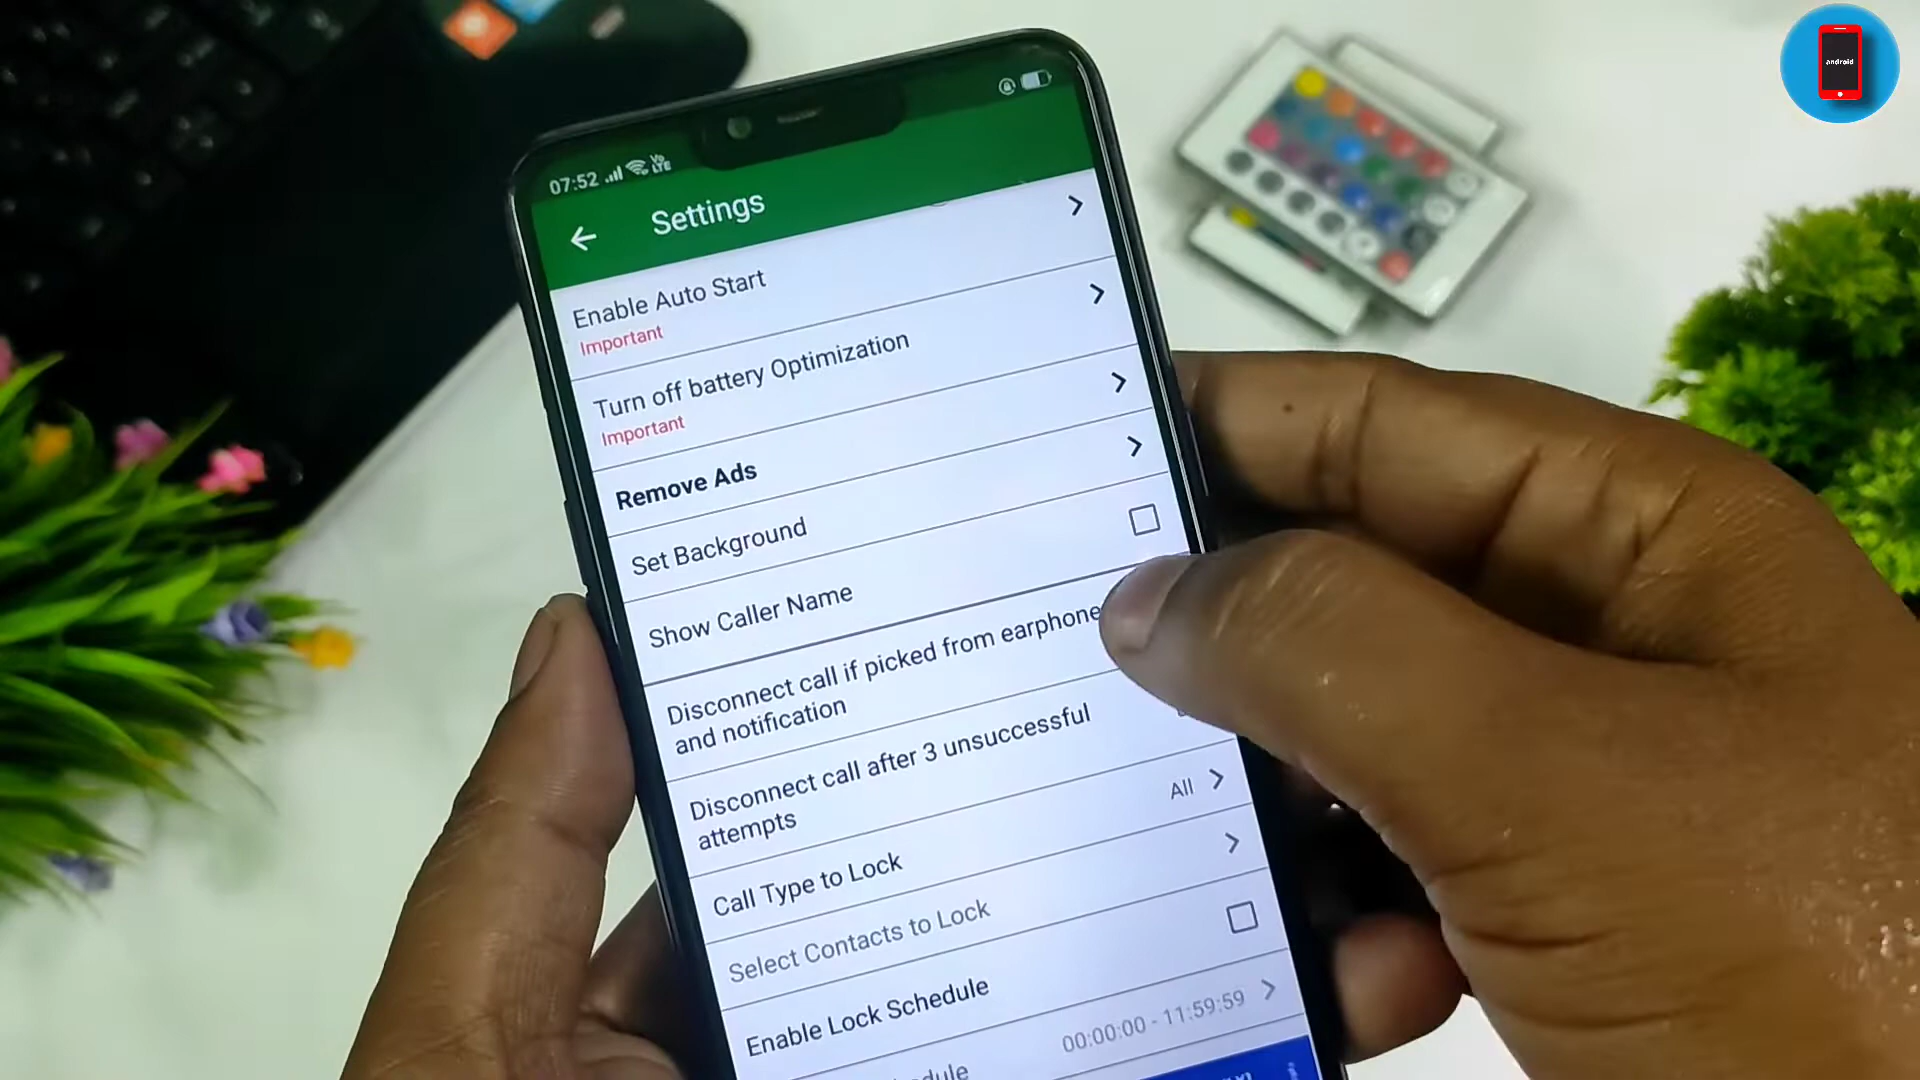 android
07:52
Vo
LTE
Settings
Enable Auto Start
Important
Turn off battery Optimization
Important
Remove Ads
Set Background
Show Caller Name
Disconnect call if picked from earphone
and notification
Disconnect call after 3 unsuccessful
attempts
Call Type to Lock All
Select Contacts to Lock
Enable Lock Schedule
00:00:00 - 11:59:59